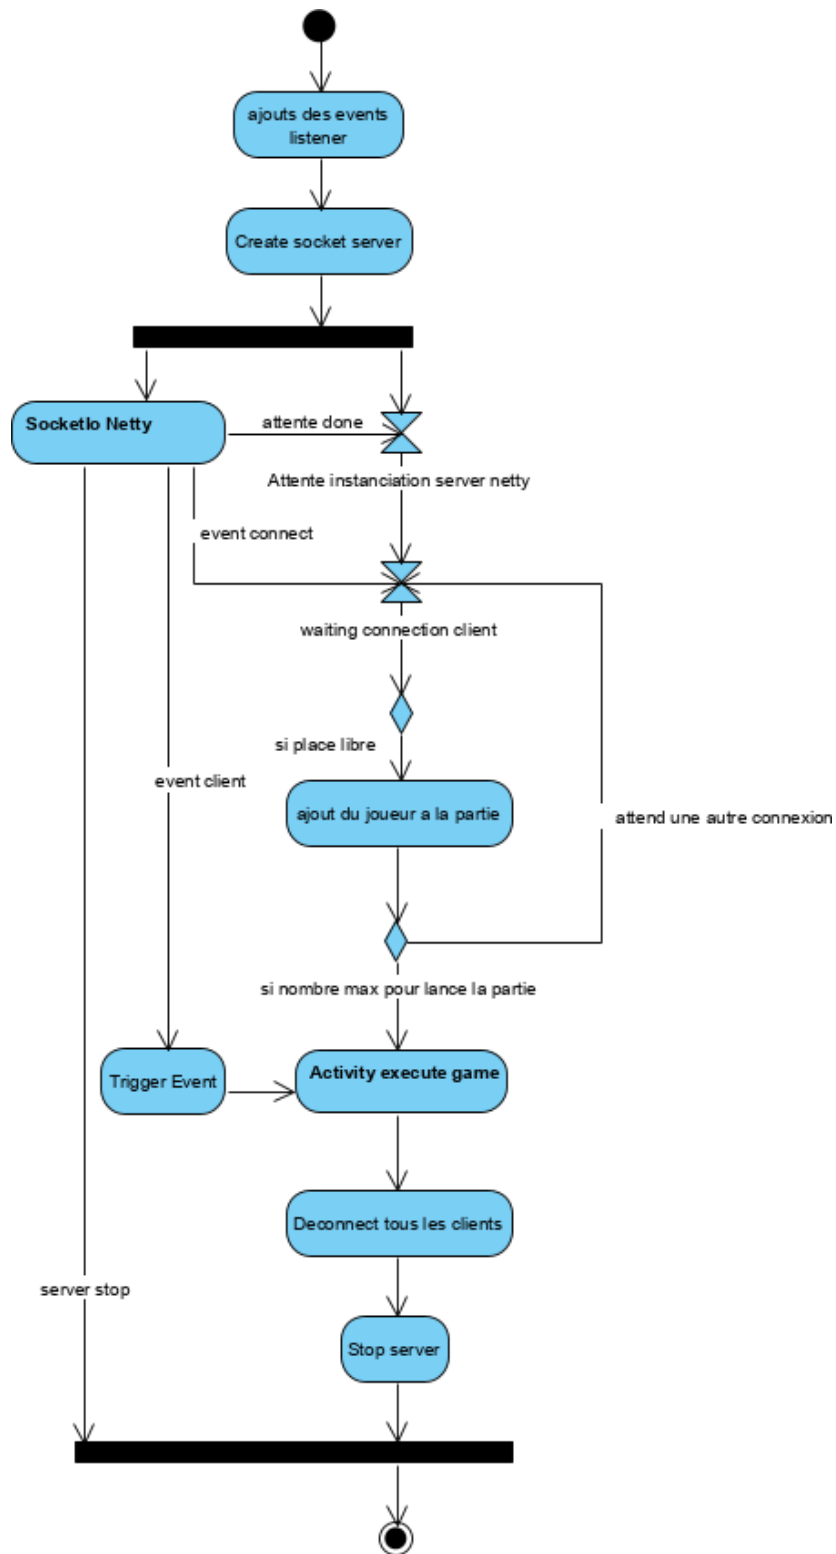 ajouts des events
listener
Create socket server
SocketIo Netty
attente done
Attente instanciation server netty
event connect
waiting connection client
si place libre
event client
ajout du joueur a la partie
attend une autre connexion
si nombre max pour lance la partie
Trigger Event
Activity execute game
Deconnect tous les clients
server stop
Stop server